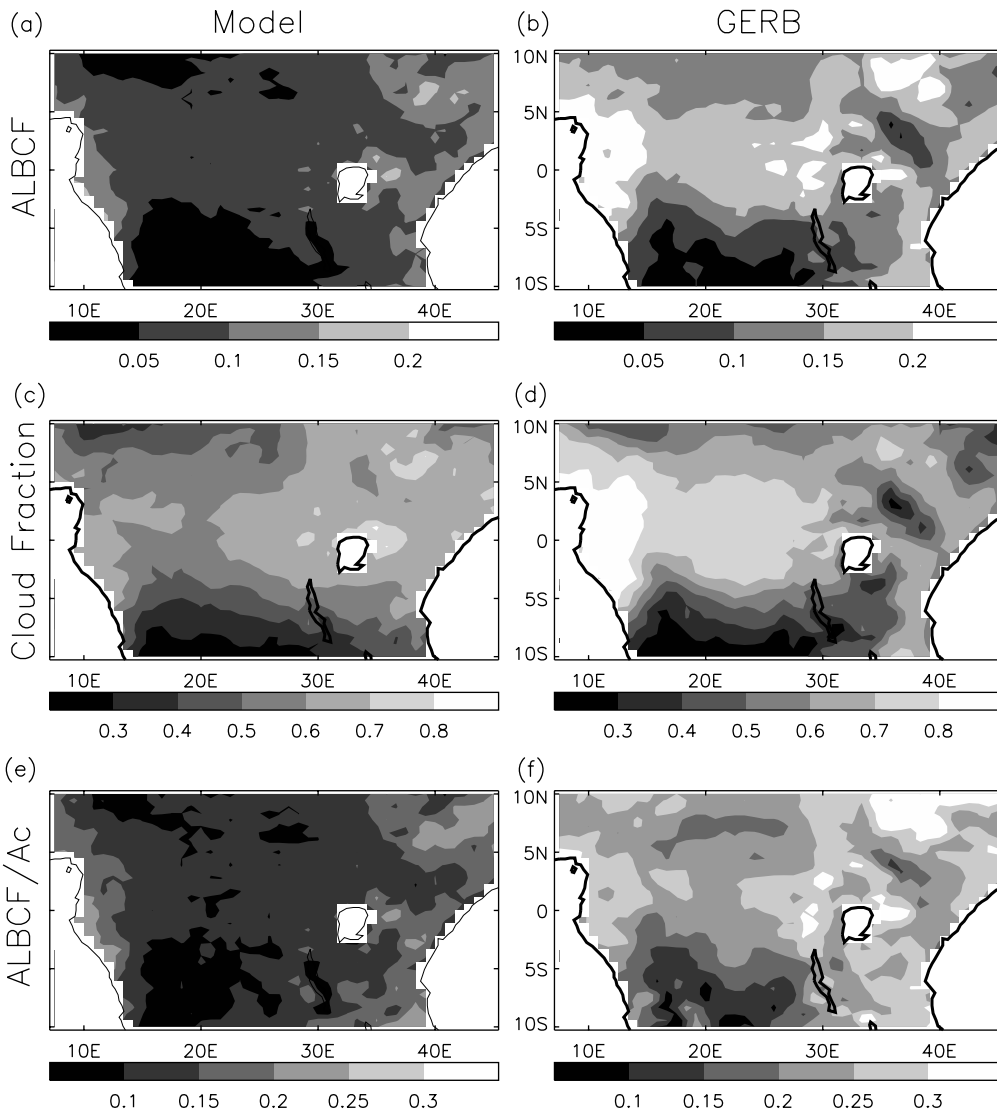 Model
GERB
(a)
(b)
ALBCF
10N
5N
0
5S
10S
10E 20E 30E 40E
10E 20E 30E 40E
0.05 0.1 0.15 0.2
0.05 0.1 0.15 0.2
(c)
(d)
Cloud Fraction
10N
5N
0
5S
10S
10E 20E 30E 40E
10E 20E 30E 40E
0.3 0.4 0.5 0.6 0.7 0.8
0.3 0.4 0.5 0.6 0.7 0.8
(e)
(f)
ALBCF/Ac
10N
5N
0
5S
10S
10E 20E 30E 40E
10E 20E 30E 40E
0.1 0.15 0.2 0.25 0.3
0.1 0.15 0.2 0.25 0.3